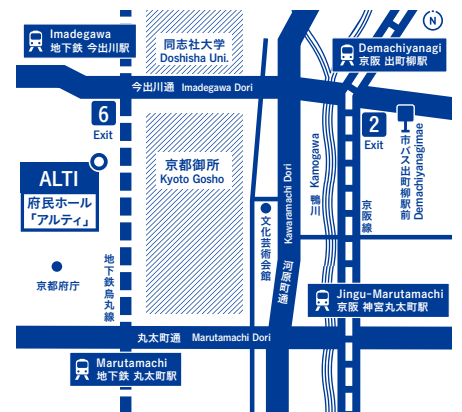 Imadegawa
地下鉄 今出川駅
同志社大学
Doshisha Uni.
N
Demachiyanagi
京阪 出町柳駅
今出川通 Imadegawa Dori
6
Exit
2
Exit
市バス出町柳駅前
Demachiyanagimae
ALTI
府民ホール
「アルティ」
京都御所
Kyoto Gosho
鴨川 Kamogawa
Kawaramachi Dori
河原町通
文化芸術会館
京阪線
京都府庁
地下鉄烏丸線
Jingu-Marutamachi
京阪 神宮丸太町駅
丸太町通 Marutamachi Dori
Marutamachi
地下鉄 丸太町駅